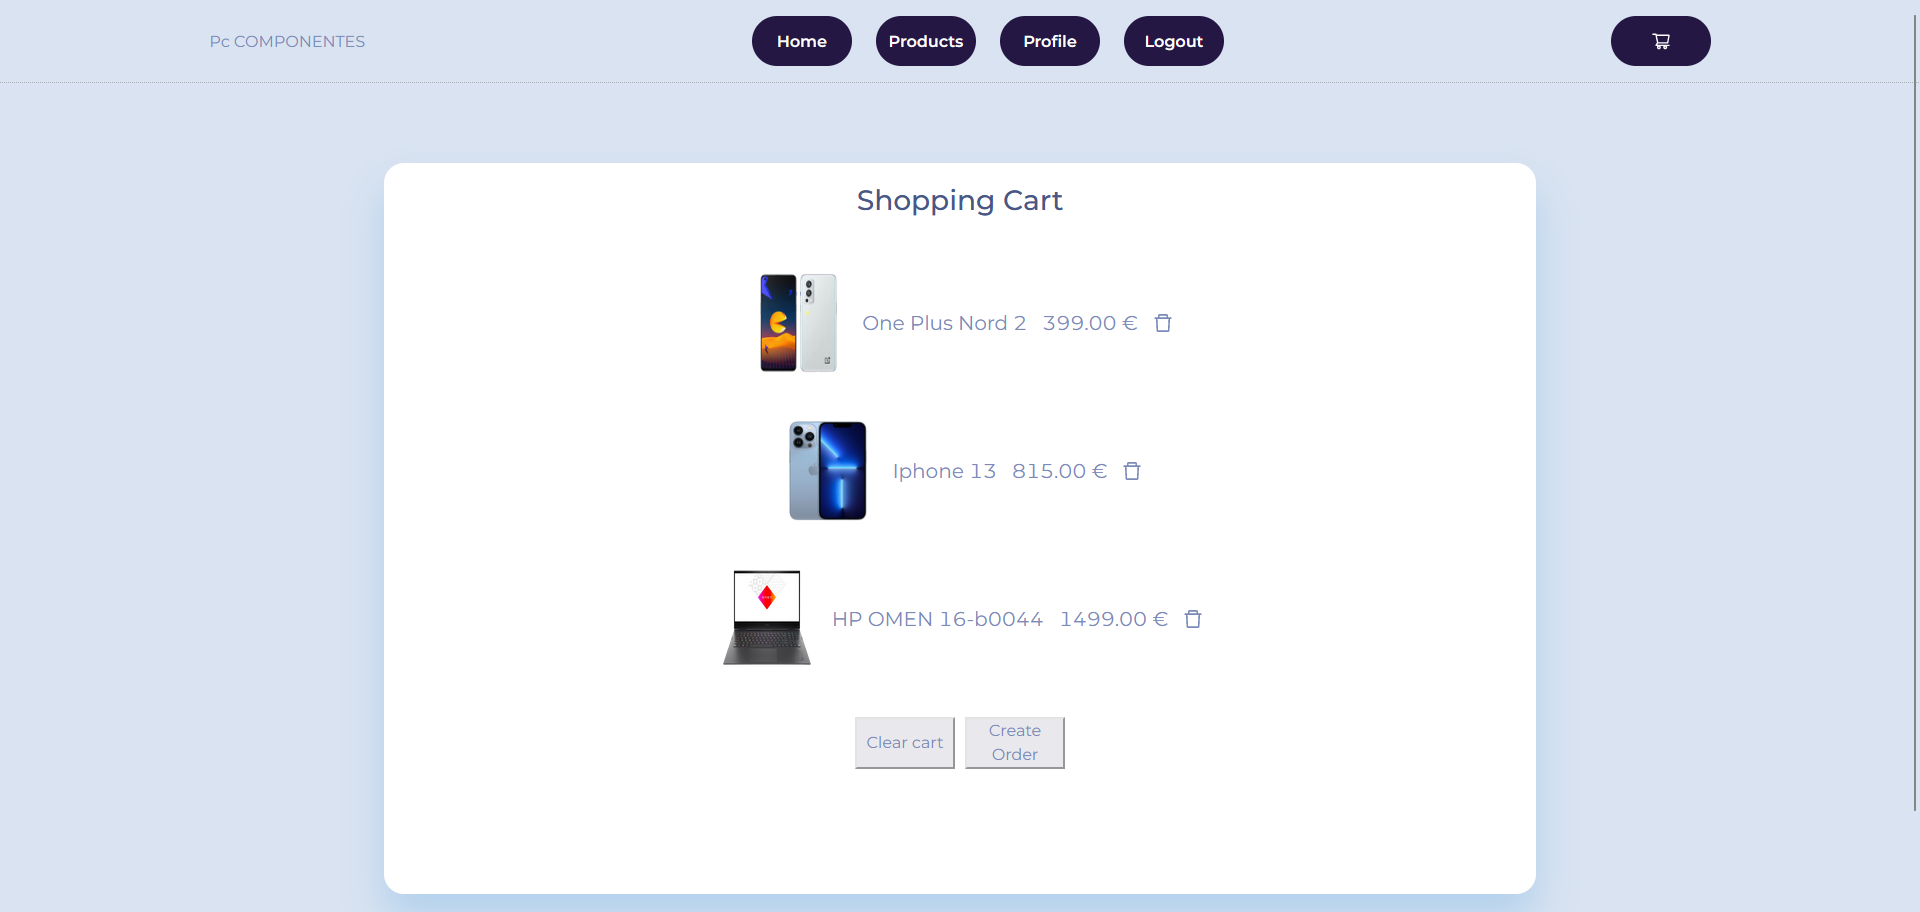 Pc COMPONENTES
Home
Products
Profile
Logout
Shopping Cart
One Plus Nord 2 399.00 €
Iphone 13 815.00 €
HP OMEN 16-b0044 1499.00 €
Clear cart
Create
Order